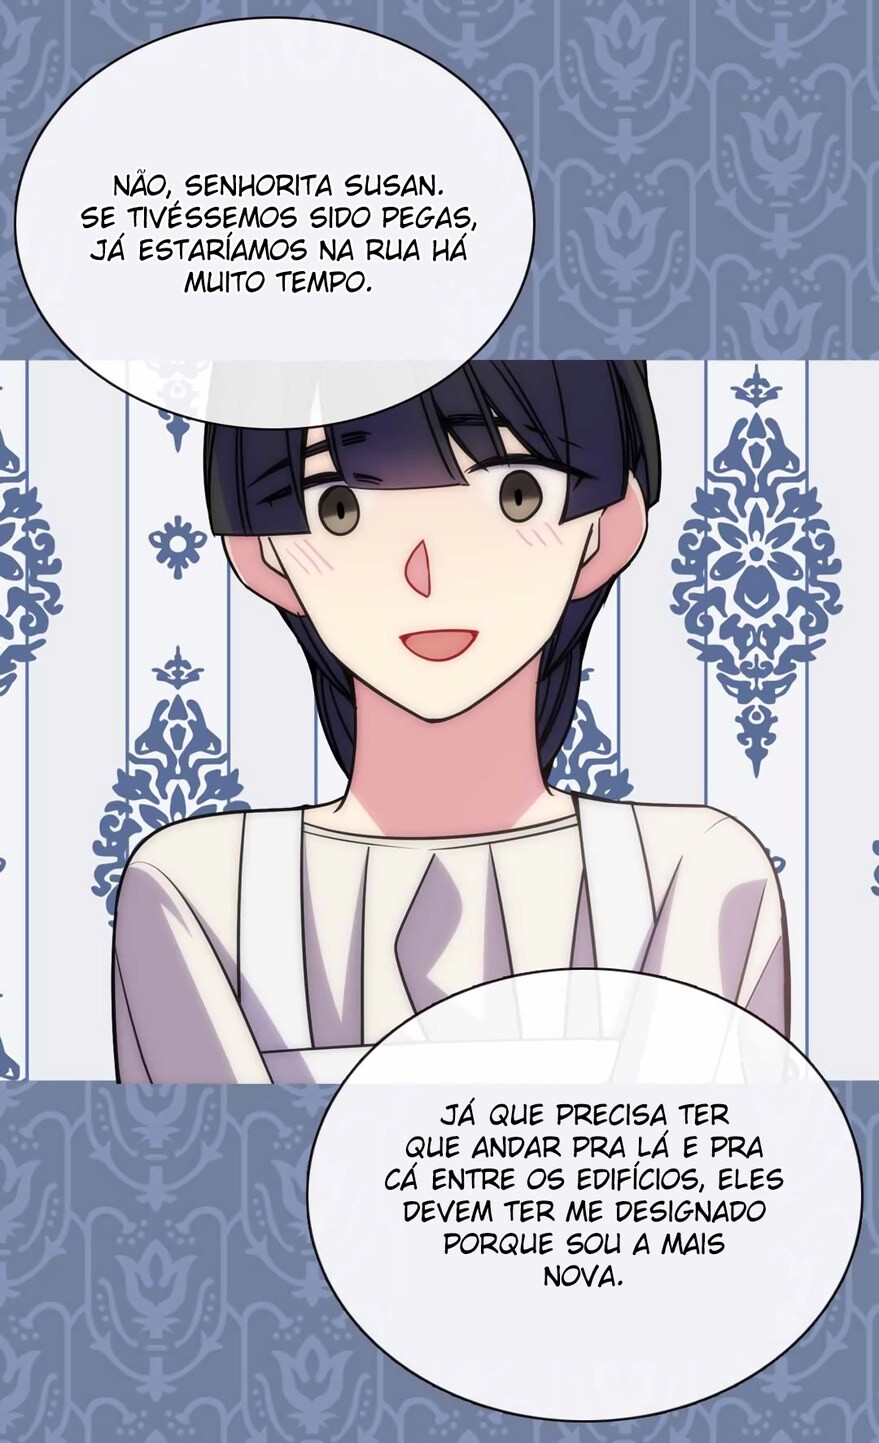 NÃO, SENHORITA SUSAN.
SE TIVÉSSEMOS SIDO PEGAS,
JÁ ESTARÍAMOS NA RUA HÁ
MUITO TEMPO.
JÁ QUE PRECISA TER
QUE ANDAR PRA LÁ E PRA
CÁ ENTRE OS EDIFÍCIOS, ELES
DEVEM TER ME DESIGNADO
PORQUE SOU A MAIS
NOVA.